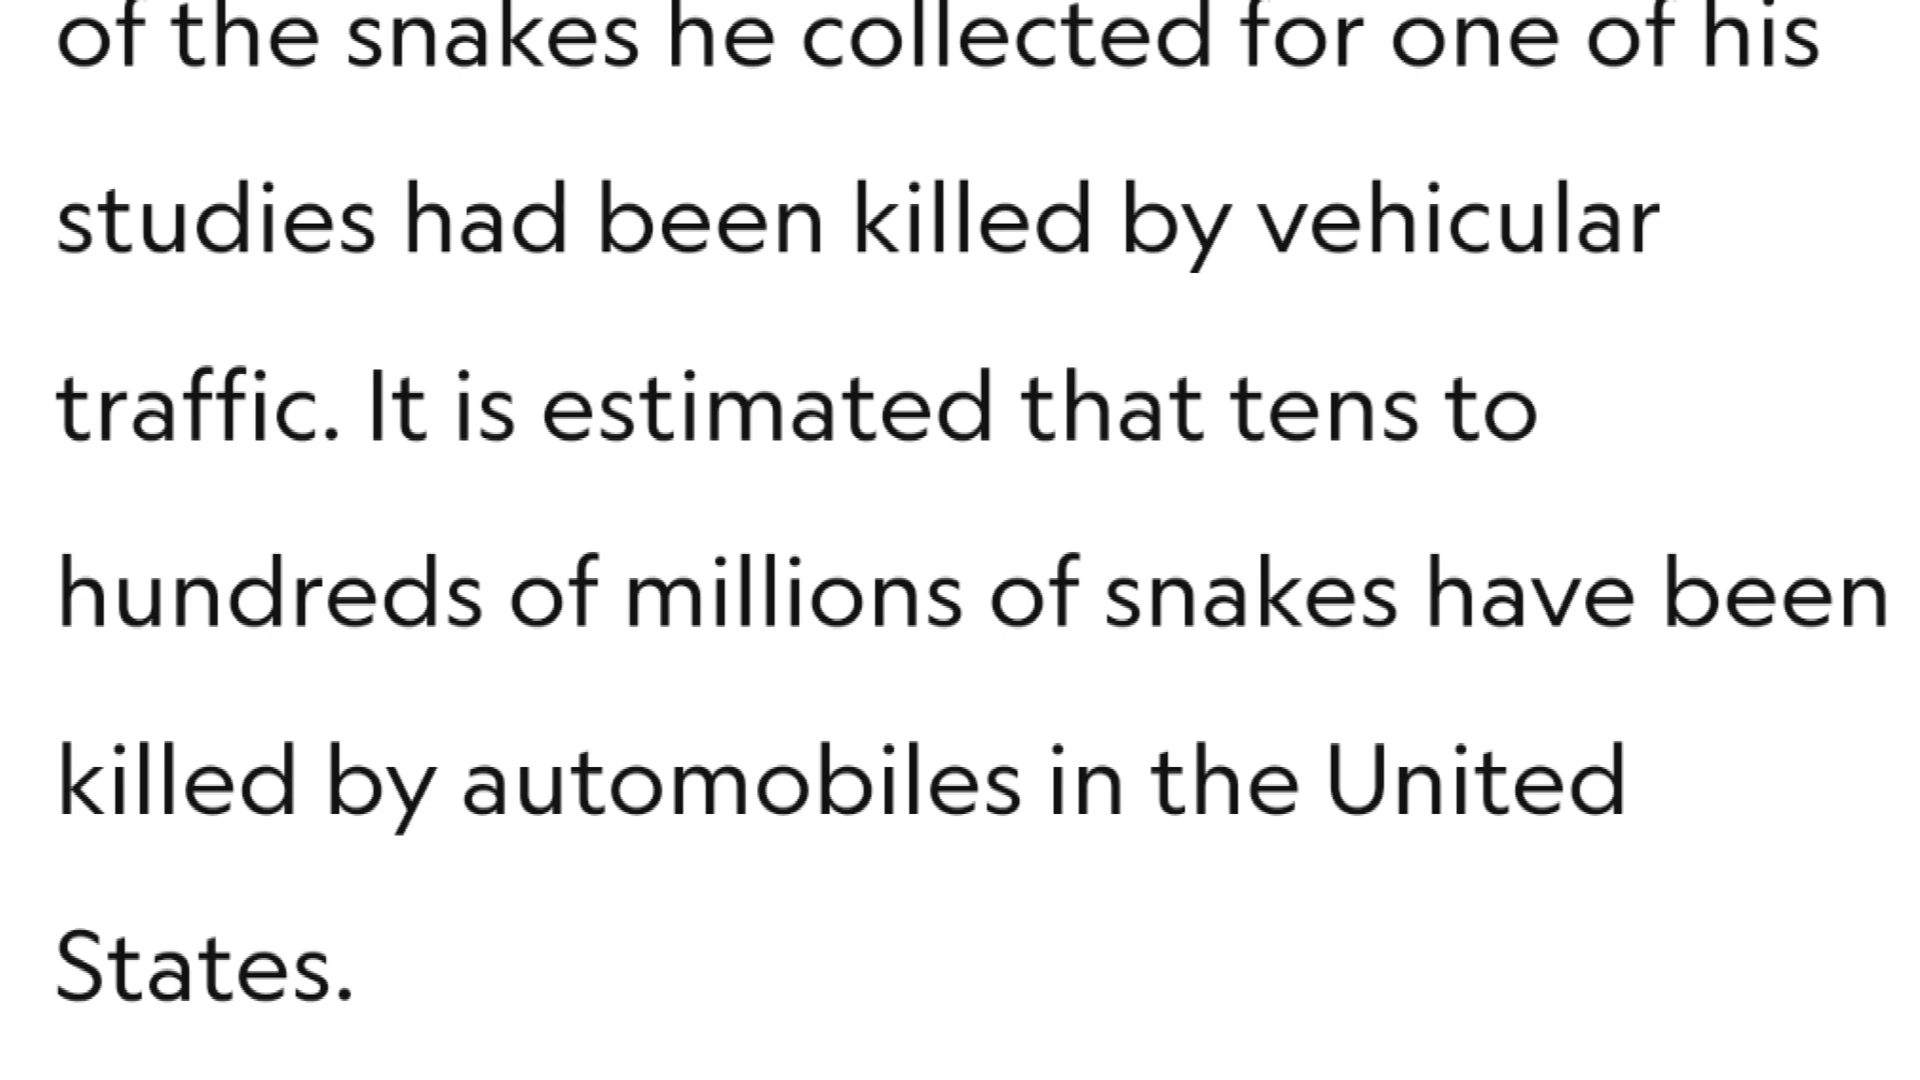 of the snakes he collected for one of his
studies had been killed by vehicular
traffic. It is estimated that tens to
hundreds of millions of snakes have been
killed by automobiles in the United
States.